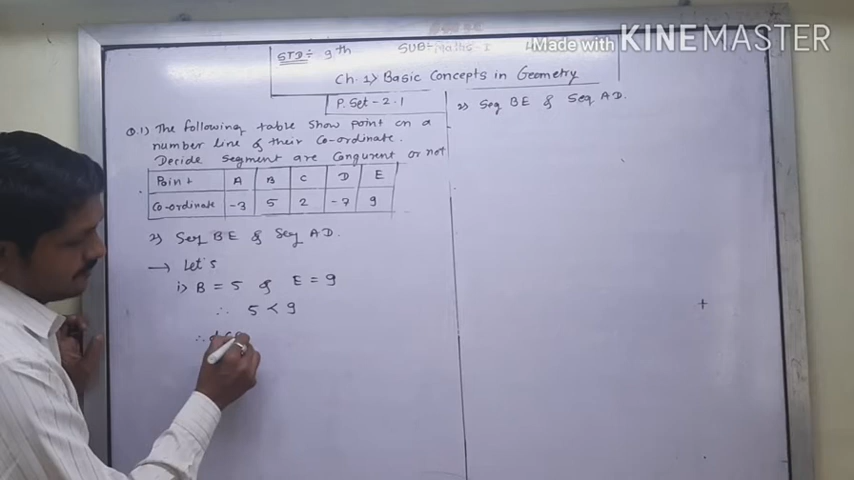 Made with KINEMASTER
STD:- 9th SUB-Maths-I
Ch. 1) Basic Concepts in Geometry
P. Set - 2.1
Q.1) The following table show point on a
number line & their Co-ordinate.
Decide Segment are Congurent or not
Point A B C D E
Co-ordinate -3 5 2 -7 9
2) Seg BE & Seg AD.
→ Let's
i) B = 5 & E = 9
∴ 5 < 9
∴ d(
2) Seg BE & Seg AD.
+